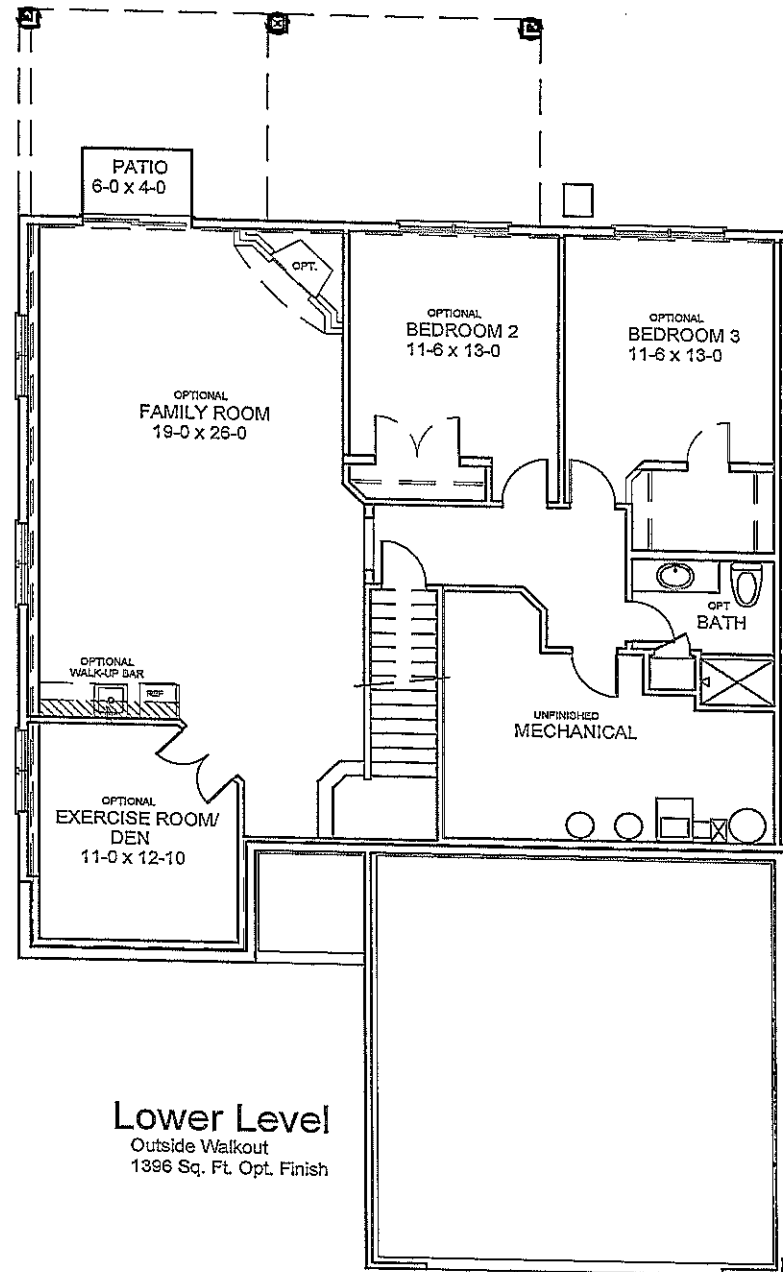 PATIO
6-0 x 4-0
OPT.
OPTIONAL
BEDROOM 2
11-6 x 13-0
OPTIONAL
BEDROOM 3
11-6 x 13-0
OPTIONAL
FAMILY ROOM
19-0 x 26-0
OPT
BATH
OPTIONAL
WALK-UP BAR
REF
UNFINISHED
MECHANICAL
OPTIONAL
EXERCISE ROOM/
DEN
11-0 x 12-10
Lower Level
Outside Walkout
1396 Sq. Ft. Opt. Finish